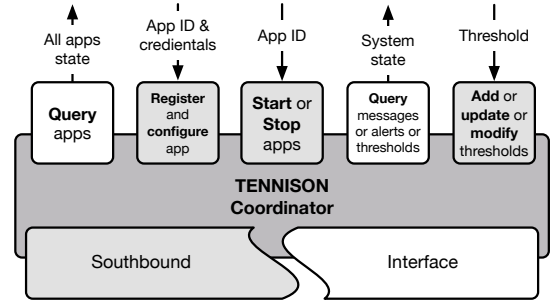 All apps
state
App ID &
credientals
App ID
System
state
Threshold
Query
apps
Register
and
configure
app
Start or
Stop
apps
Query
messages
or alerts or
thresholds
Add or
update or
modify
thresholds
TENNISON
Coordinator
Southbound
Interface